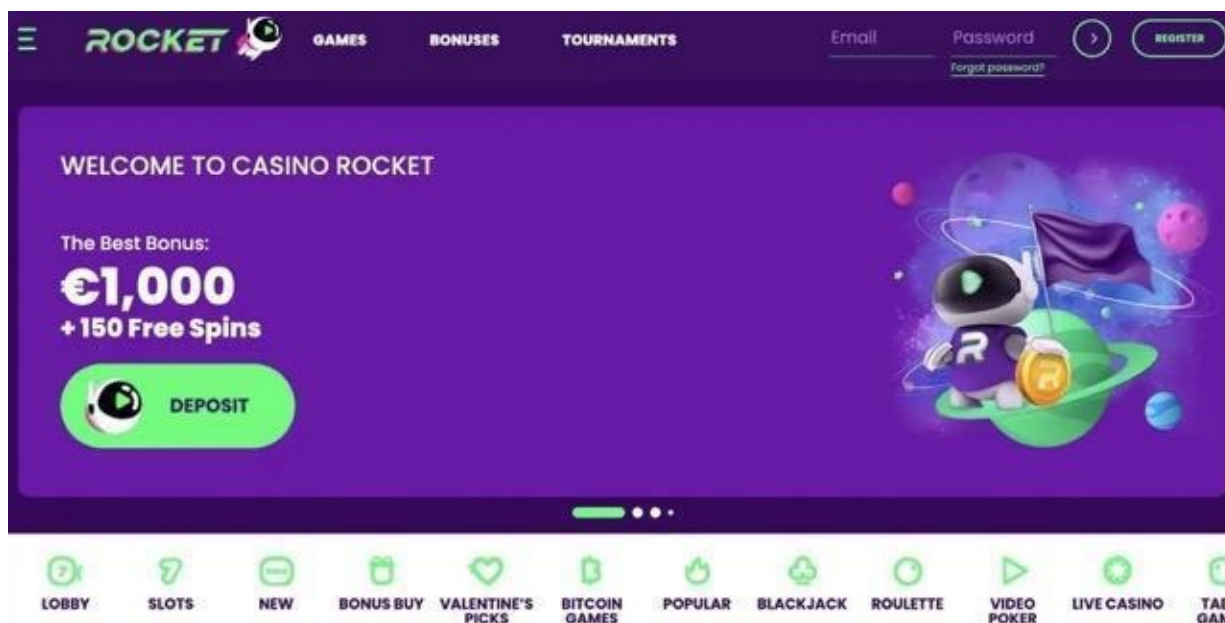 ROCKET
GAMES
BONUSES
TOURNAMENTS
Email
Password
REGISTER
Forgot password?
WELCOME TO CASINO ROCKET
The Best Bonus:
€1,000
+ 150 Free Spins
DEPOSIT
R
R
LOBBY
SLOTS
NEW
BONUS BUY
VALENTINE'S
PICKS
BITCOIN
GAMES
POPULAR
BLACKJACK
ROULETTE
VIDEO
POKER
LIVE CASINO